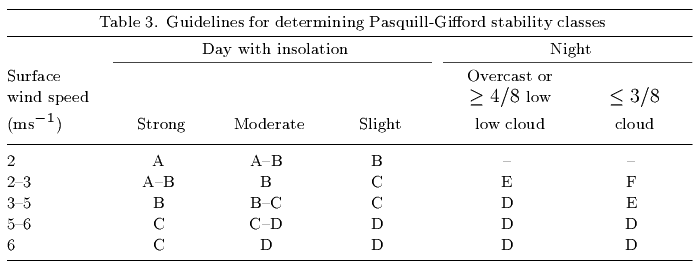 Table 3. Guidelines for determining Pasquill-Gifford stability classes
Day with insolation Night
Surface Overcast or
wind speed ≥ 4/8 low ≤ 3/8
(ms⁻¹) Strong Moderate Slight low cloud cloud
2 A A–B B – –
2–3 A–B B C E F
3–5 B B–C C D E
5–6 C C–D D D D
6 C D D D D